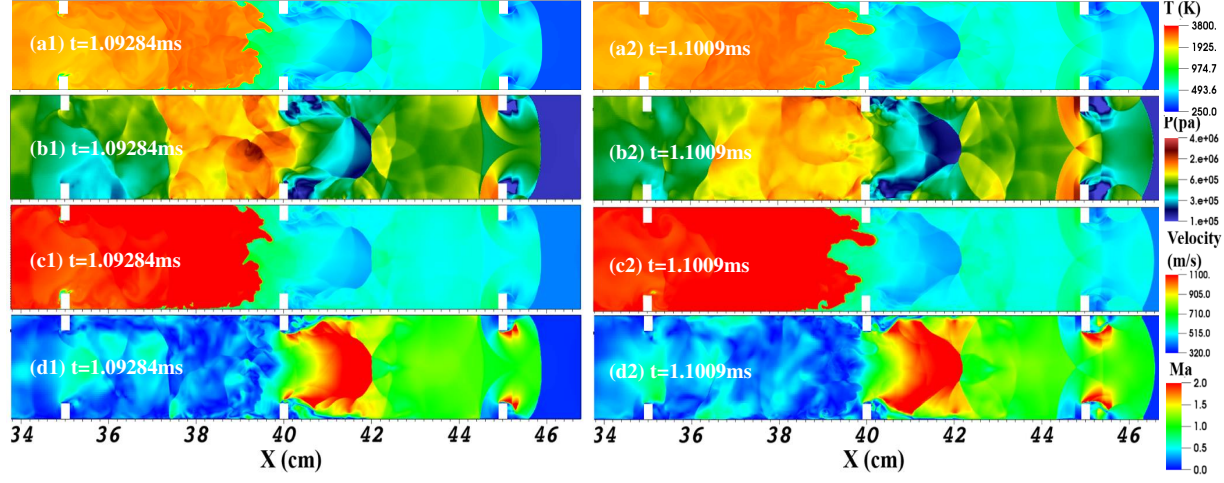 (a1) t=1.09284ms
(a2) t=1.1009ms
T (K)
3800.
1925.
974.7
493.6
250.0
(b1) t=1.09284ms
(b2) t=1.1009ms
P(pa)
4.e+06
2.e+06
6.e+05
3.e+05
1.e+05
(c1) t=1.09284ms
(c2) t=1.1009ms
Velocity
(m/s)
1100.
905.0
710.0
515.0
320.0
(d1) t=1.09284ms
(d2) t=1.1009ms
Ma
2.0
1.5
1.0
0.5
0.0
34 36 38 40 42 44 46
34 36 38 40 42 44 46
X (cm)
X (cm)